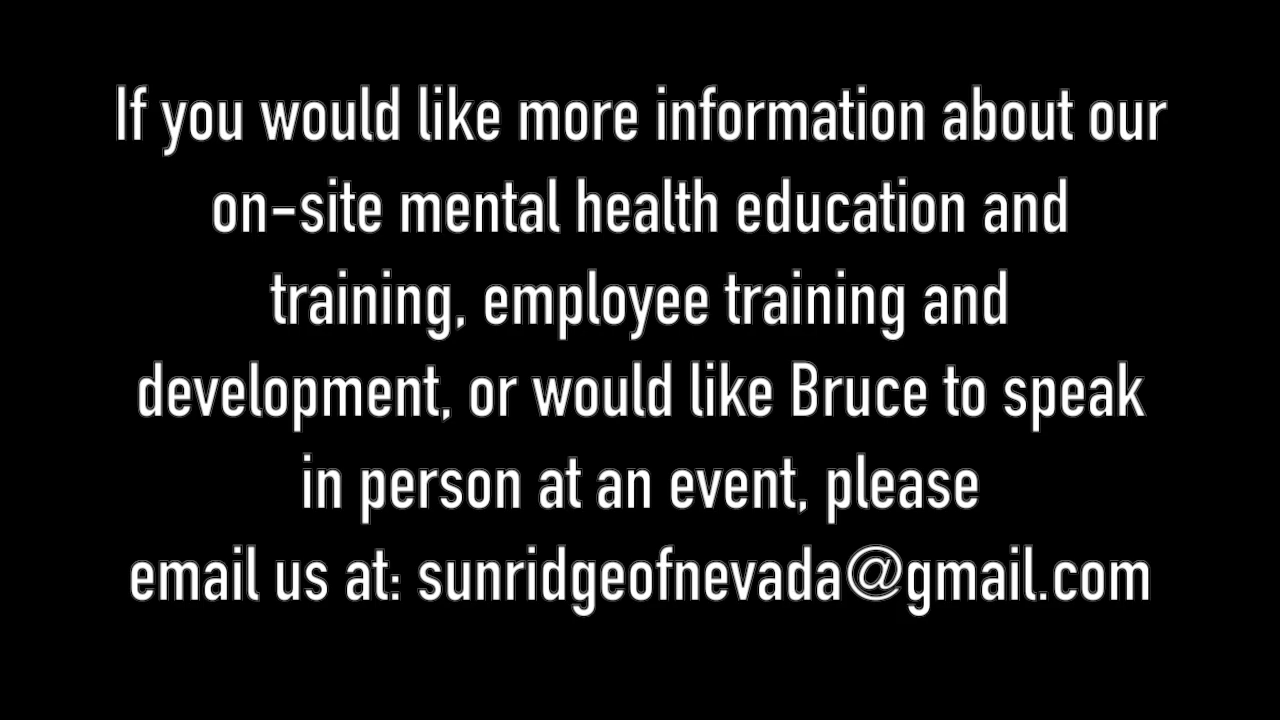 If you would like more information about our
on-site mental health education and
training, employee training and
development, or would like Bruce to speak
in person at an event, please
email us at: sunridgeofnevada@gmail.com